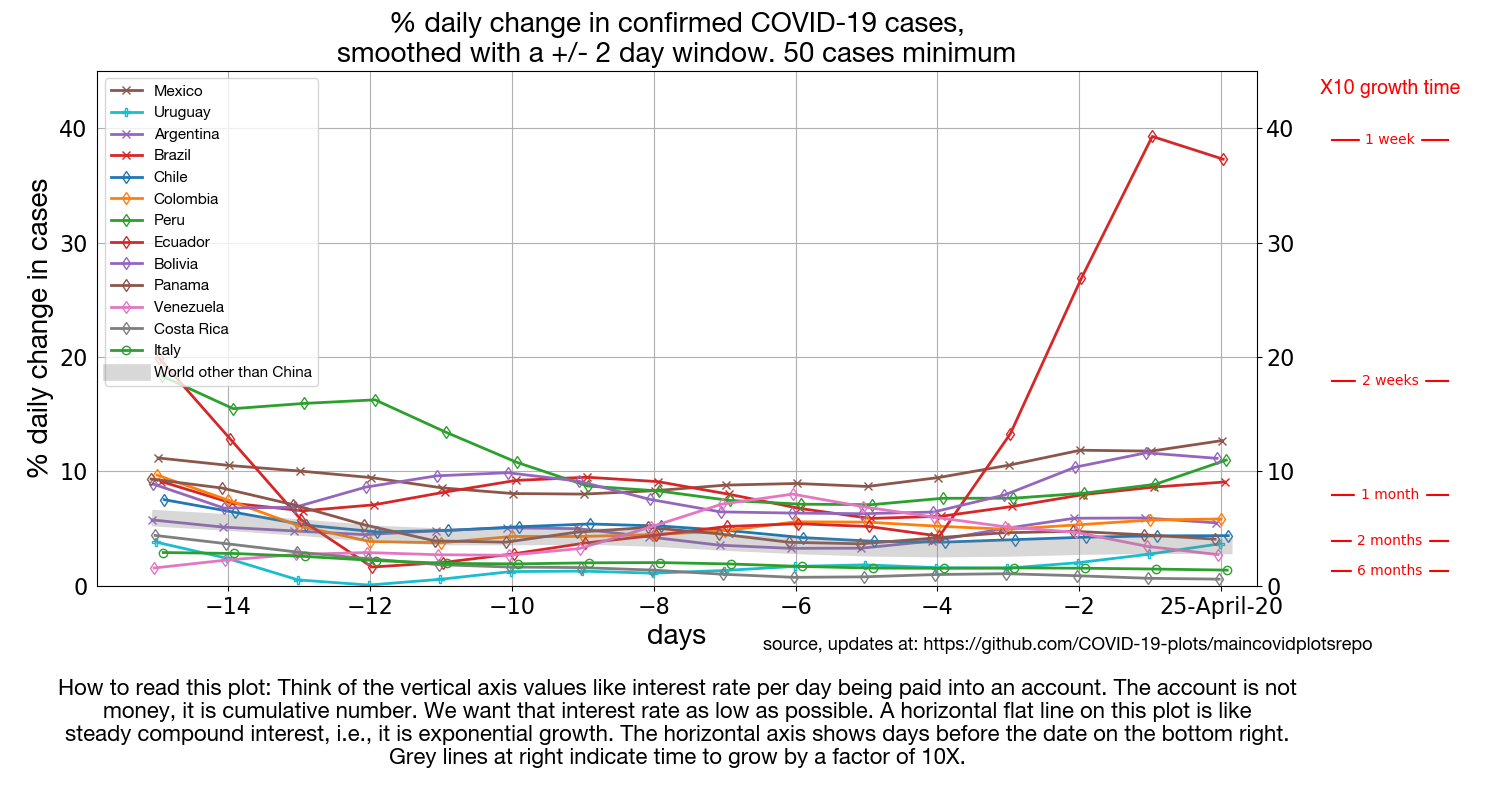 % daily change in confirmed COVID-19 cases,
smoothed with a +/- 2 day window. 50 cases minimum
X10 growth time
% daily change in cases
40
30
20
10
0
Mexico
Uruguay
Argentina
Brazil
Chile
Colombia
Peru
Ecuador
Bolivia
Panama
Venezuela
Costa Rica
Italy
World other than China
40
30
20
10
0
1 week
2 weeks
1 month
2 months
6 months
−14 −12 −10 −8 −6 −4 −2 25-April-20
days
source, updates at: https://github.com/COVID-19-plots/maincovidplotsrepo
How to read this plot: Think of the vertical axis values like interest rate per day being paid into an account. The account is not
money, it is cumulative number. We want that interest rate as low as possible. A horizontal flat line on this plot is like
steady compound interest, i.e., it is exponential growth. The horizontal axis shows days before the date on the bottom right.
Grey lines at right indicate time to grow by a factor of 10X.